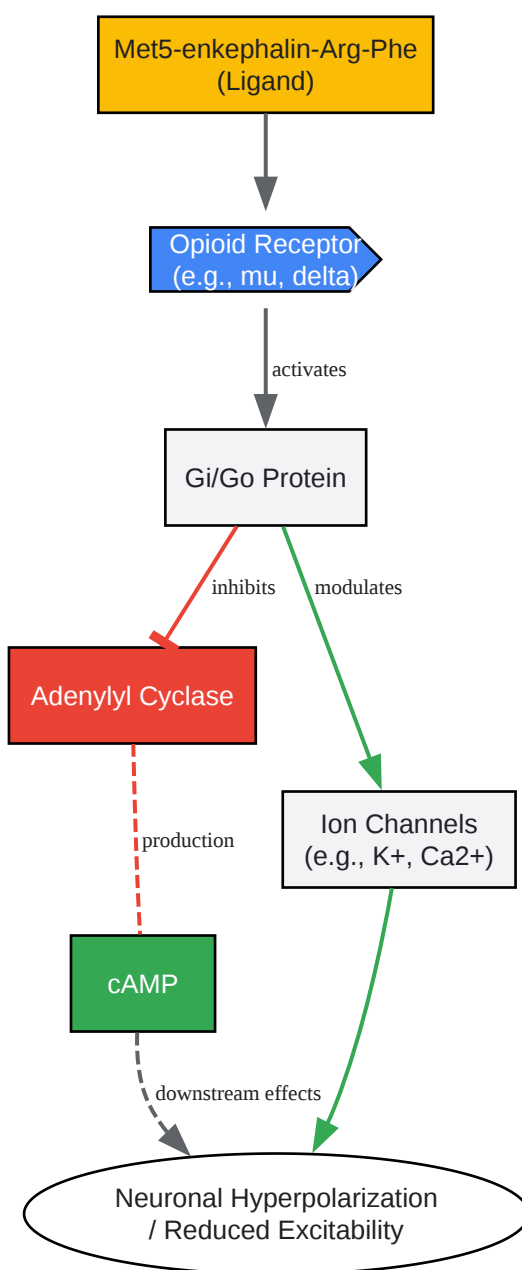 Met5-enkephalin-Arg-Phe
(Ligand)
Opioid Receptor
(e.g., mu, delta)
activates
Gi/Go Protein
inhibits
modulates
Adenylyl Cyclase
Ion Channels
(e.g., K+, Ca2+)
production
cAMP
downstream effects
Neuronal Hyperpolarization
/ Reduced Excitability